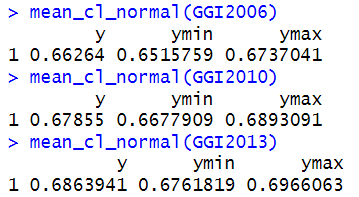 > mean_cl_normal(GGI2006)
y ymin ymax
1 0.66264 0.6515759 0.6737041
> mean_cl_normal(GGI2010)
y ymin ymax
1 0.67855 0.6677909 0.6893091
> mean_cl_normal(GGI2013)
y ymin ymax
1 0.6863941 0.6761819 0.6966063